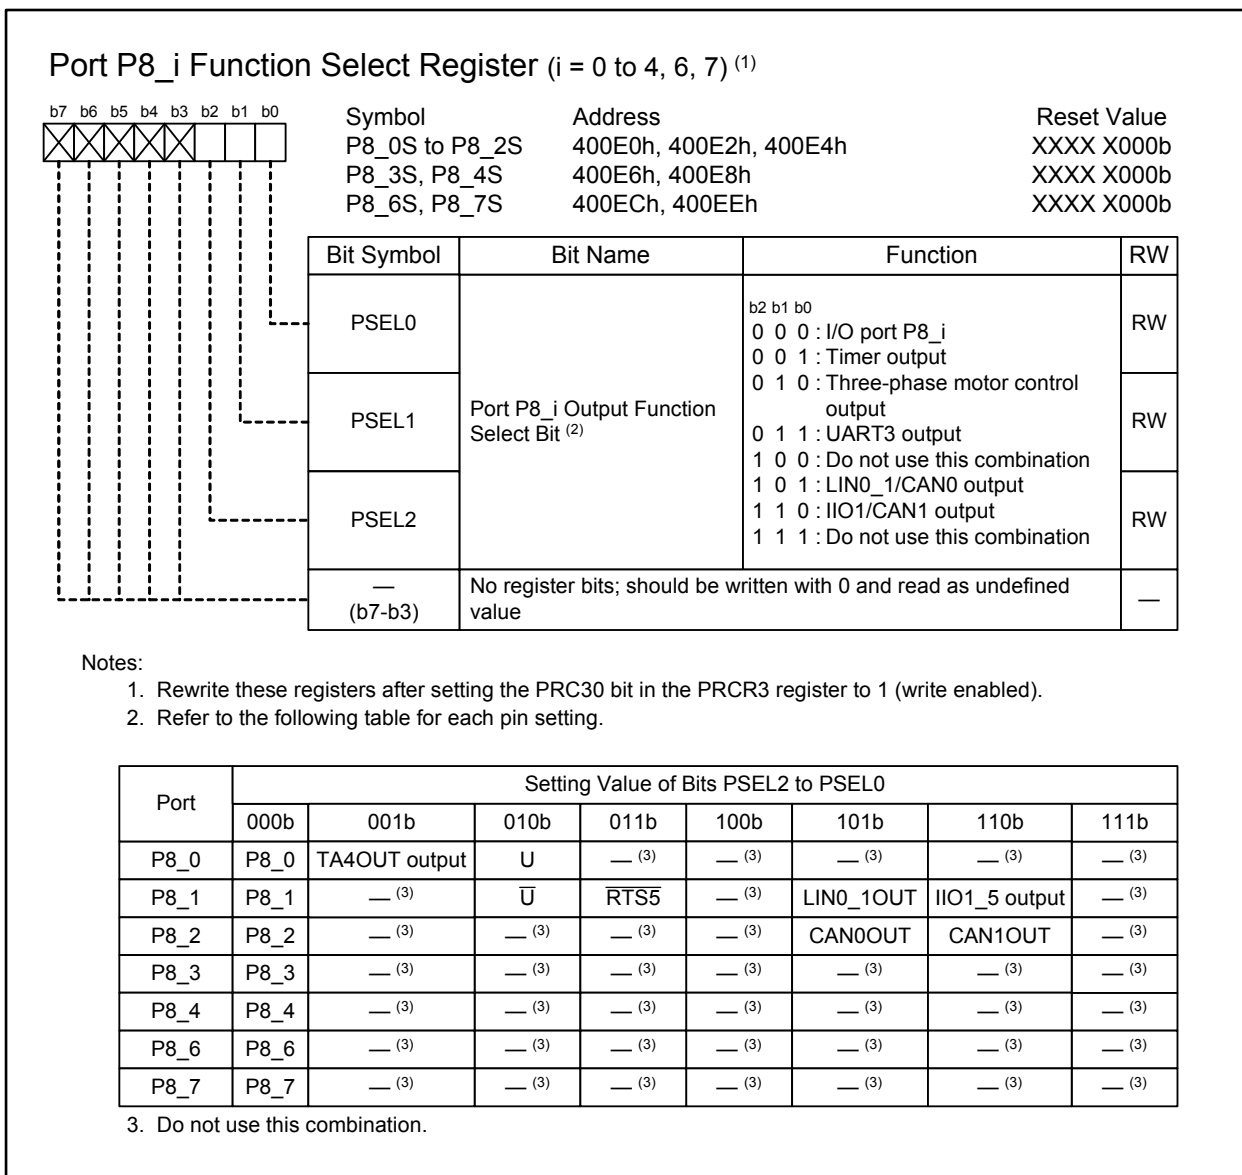 Port P8_i Function Select Register (i = 0 to 4, 6, 7) (1)
b7 b6 b5 b4 b3 b2 b1 b0
Symbol Address Reset Value
P8_0S to P8_2S 400E0h, 400E2h, 400E4h XXXX X000b
P8_3S, P8_4S 400E6h, 400E8h XXXX X000b
P8_6S, P8_7S 400ECh, 400EEh XXXX X000b
Bit Symbol Bit Name Function RW
PSEL0 RW
PSEL1 RW
PSEL2 RW
Port P8_i Output Function
Select Bit (2)
b2 b1 b0
0 0 0 : I/O port P8_i
0 0 1 : Timer output
0 1 0 : Three-phase motor control
output
0 1 1 : UART3 output
1 0 0 : Do not use this combination
1 0 1 : LIN0_1/CAN0 output
1 1 0 : IIO1/CAN1 output
1 1 1 : Do not use this combination
— No register bits; should be written with 0 and read as undefined —
(b7-b3) value
Notes:
1. Rewrite these registers after setting the PRC30 bit in the PRCR3 register to 1 (write enabled).
2. Refer to the following table for each pin setting.
Port Setting Value of Bits PSEL2 to PSEL0
000b 001b 010b 011b 100b 101b 110b 111b
P8_0 P8_0 TA4OUT output U — (3) — (3) — (3) — (3) — (3)
P8_1 P8_1 — (3) U̅ R̅T̅S̅5̅ — (3) LIN0_1OUT IIO1_5 output — (3)
P8_2 P8_2 — (3) — (3) — (3) — (3) CAN0OUT CAN1OUT — (3)
P8_3 P8_3 — (3) — (3) — (3) — (3) — (3) — (3) — (3)
P8_4 P8_4 — (3) — (3) — (3) — (3) — (3) — (3) — (3)
P8_6 P8_6 — (3) — (3) — (3) — (3) — (3) — (3) — (3)
P8_7 P8_7 — (3) — (3) — (3) — (3) — (3) — (3) — (3)
3. Do not use this combination.